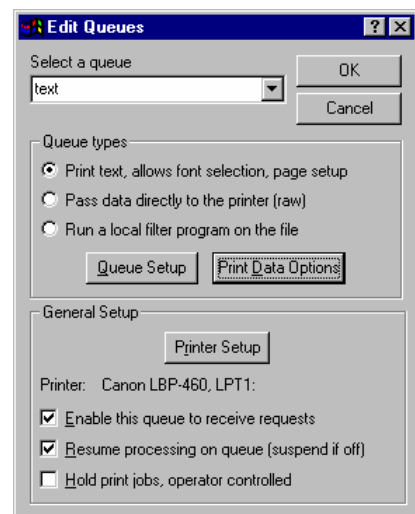 Edit Queues
Select a queue
text
OK
Cancel
Queue types
Print text, allows font selection, page setup
Pass data directly to the printer (raw)
Run a local filter program on the file
Queue Setup
Print Data Options
General Setup
Printer Setup
Printer: Canon LBP-460, LPT1:
Enable this queue to receive requests
Resume processing on queue (suspend if off)
Hold print jobs, operator controlled